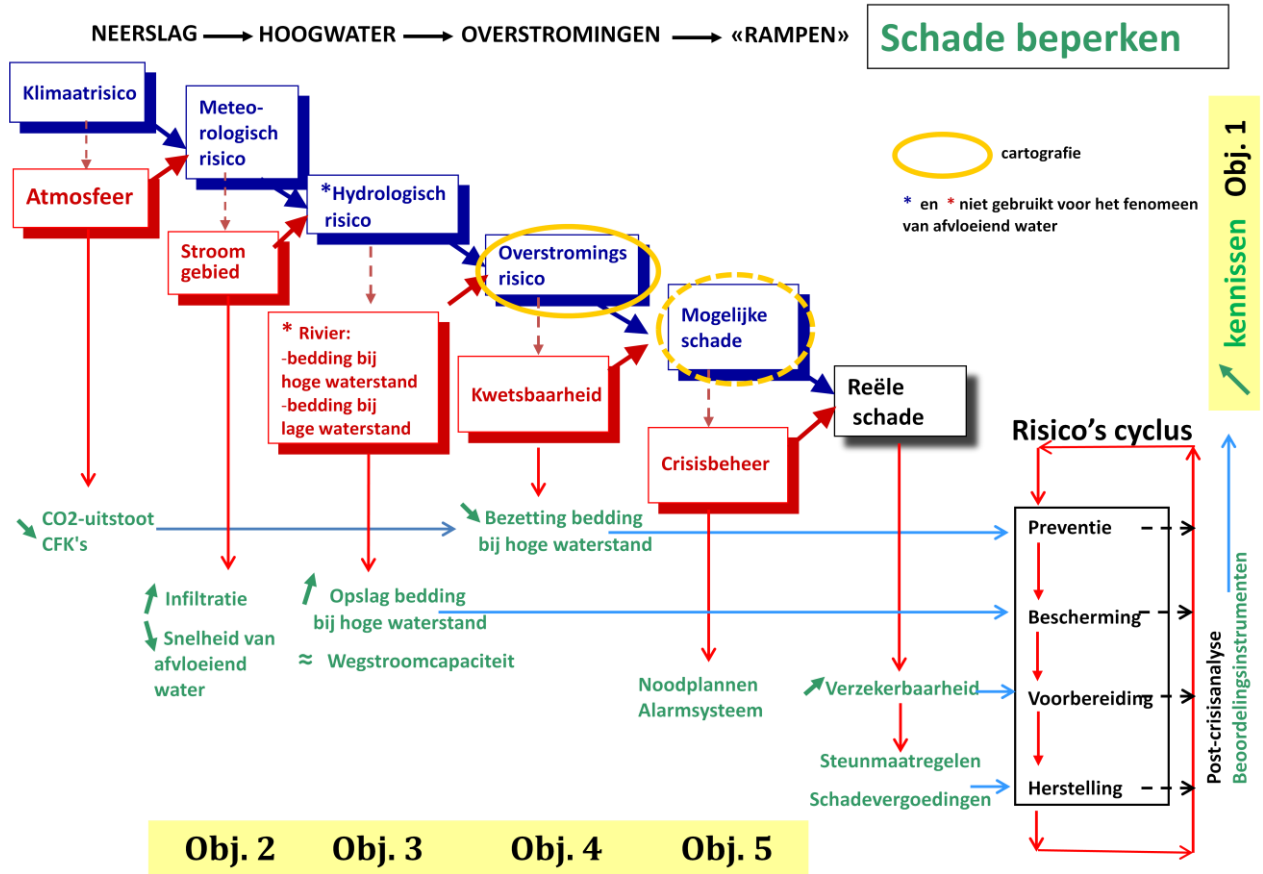 NEERSLAG → HOOGWATER → OVERSTROMINGEN → «RAMPEN»
Schade beperken
Klimaatrisico
Meteo-
rologisch
risico
Atmosfeer
*Hydrologisch
risico
Stroom
gebied
Overstromings
risico
* Rivier:
-bedding bij
hoge waterstand
-bedding bij
lage waterstand
Kwetsbaarheid
Mogelijke
schade
Crisisbeheer
Reële
schade
cartografie
* en * niet gebruikt voor het fenomeen
van afvloeiend water
kennissen Obj. 1
Risico's cyclus
CO2-uitstoot
CFK's
Bezetting bedding
bij hoge waterstand
Infiltratie
Snelheid van
afvloeiend
water
Opslag bedding
bij hoge waterstand
≈ Wegstroomcapaciteit
Noodplannen
Alarmsysteem
Verzekerbaarheid
Steunmaatregelen
Schadevergoedingen
Preventie
Bescherming
Voorbereiding
Herstelling
Post-crisisanalyse
Beoordelingsinstrumenten
Obj. 2
Obj. 3
Obj. 4
Obj. 5